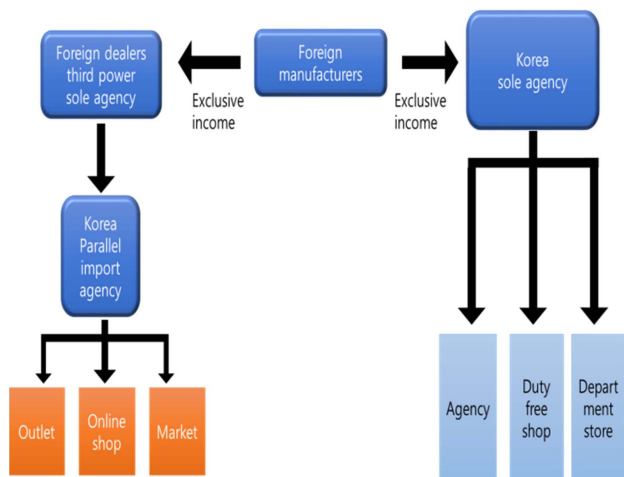 Foreign dealers
third power
sole agency
Foreign
manufacturers
Korea
sole agency
Exclusive
income
Exclusive
income
Korea
Parallel
import
agency
Outlet
Online
shop
Market
Agency
Duty
free
shop
Depart
ment
store